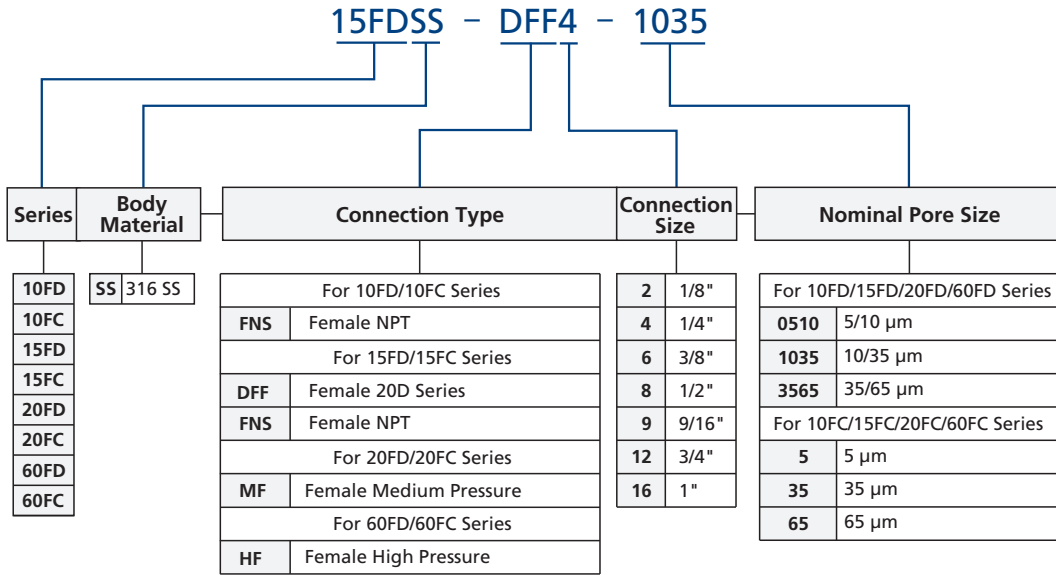 15FDSS – DFF4 – 1035
Series
Body
Material
Connection Type
Connection
Size
Nominal Pore Size
10FD
10FC
15FD
15FC
20FD
20FC
60FD
60FC
SS 316 SS
For 10FD/10FC Series
FNS Female NPT
For 15FD/15FC Series
DFF Female 20D Series
FNS Female NPT
For 20FD/20FC Series
MF Female Medium Pressure
For 60FD/60FC Series
HF Female High Pressure
2 1/8"
4 1/4"
6 3/8"
8 1/2"
9 9/16"
12 3/4"
16 1"
For 10FD/15FD/20FD/60FD Series
0510 5/10 µm
1035 10/35 µm
3565 35/65 µm
For 10FC/15FC/20FC/60FC Series
5 5 µm
35 35 µm
65 65 µm